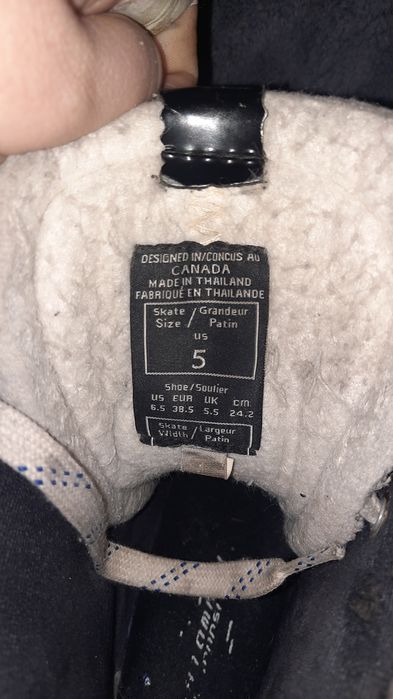 DESIGNED IN/CONCUS AU
CANADA
MADE IN THAILAND
FABRIQUÉ EN THAILANDE
Skate / Grandeur
Size / Patin
US
5
Shoe/Soulier
US EUR UK cm
6.5 38.5 5.5 24.2
Skate / Largeur
Width / Patin